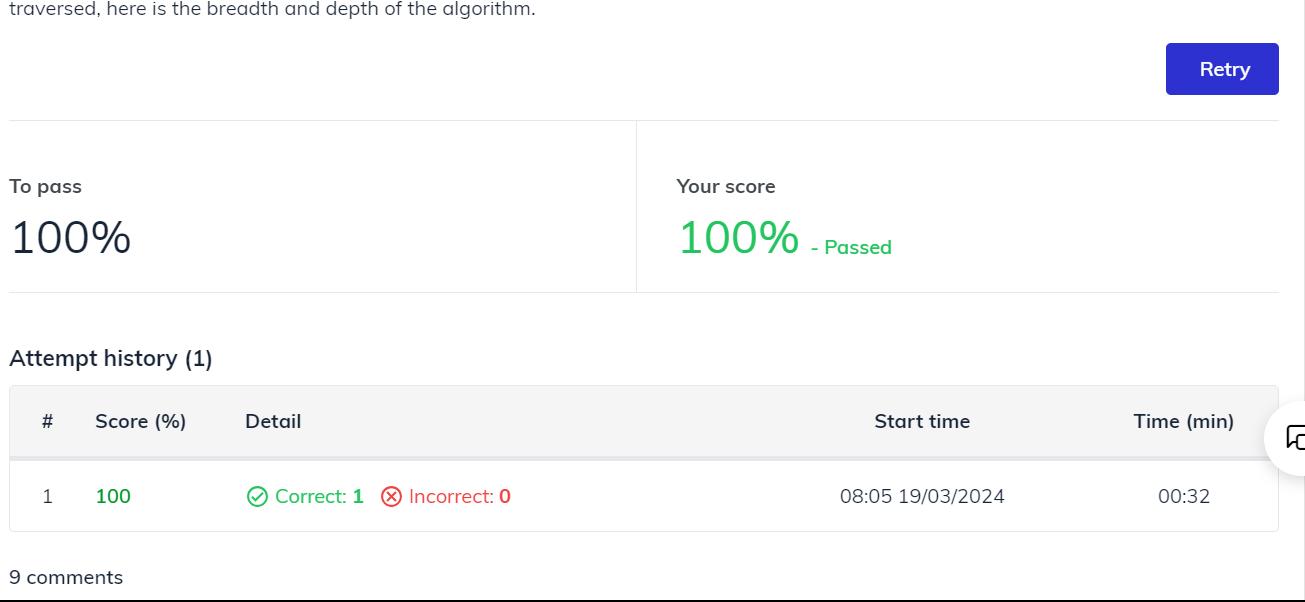 traversed, here is the breadth and depth of the algorithm.
Retry
To pass
100%
Your score
100% - Passed
Attempt history (1)
# Score (%) Detail Start time Time (min)
1 100 Correct: 1 Incorrect: 0 08:05 19/03/2024 00:32
9 comments